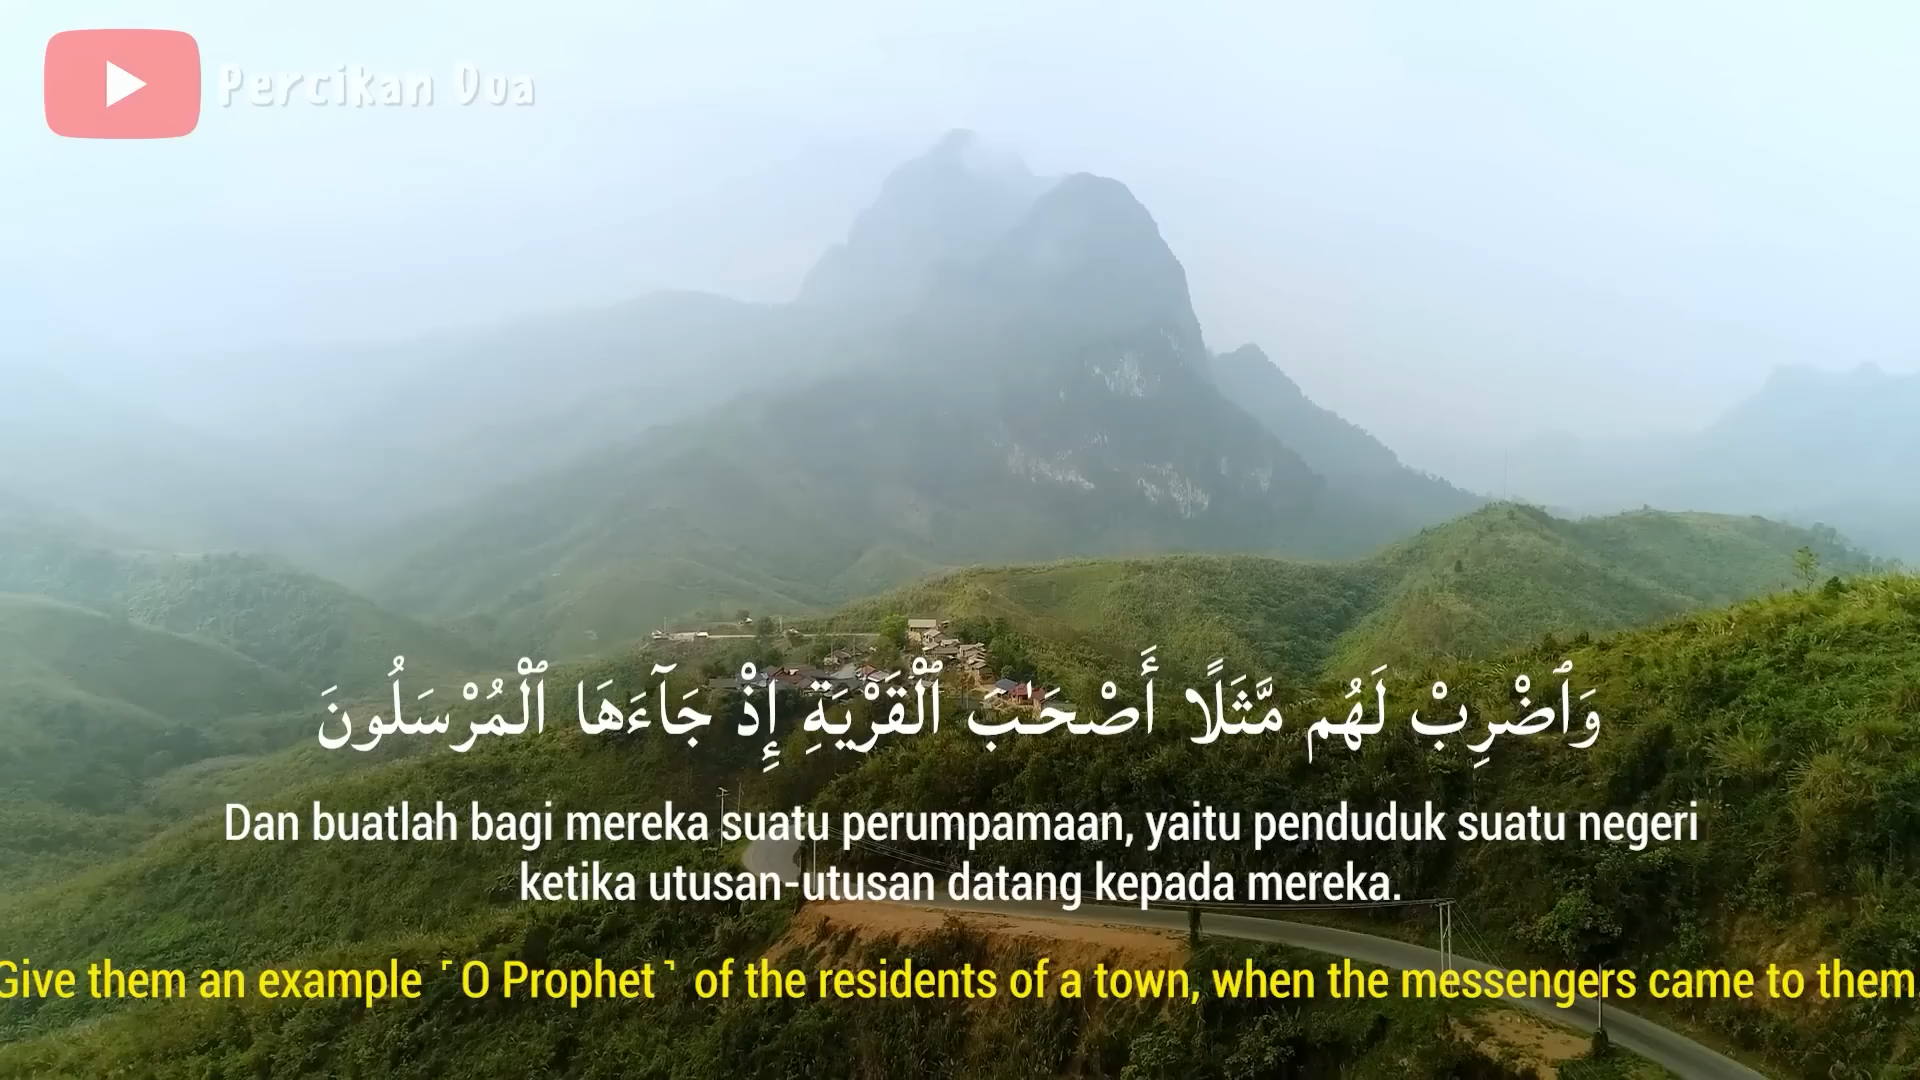 Percikan Doa
وَٱضْرِبْ لَهُم مَّثَلًا أَصْحَـٰبَ ٱلْقَرْيَةِ إِذْ جَآءَهَا ٱلْمُرْسَلُونَ
Dan buatlah bagi mereka suatu perumpamaan, yaitu penduduk suatu negeri
ketika utusan-utusan datang kepada mereka.
Give them an example ˹O Prophet˺ of the residents of a town, when the messengers came to them